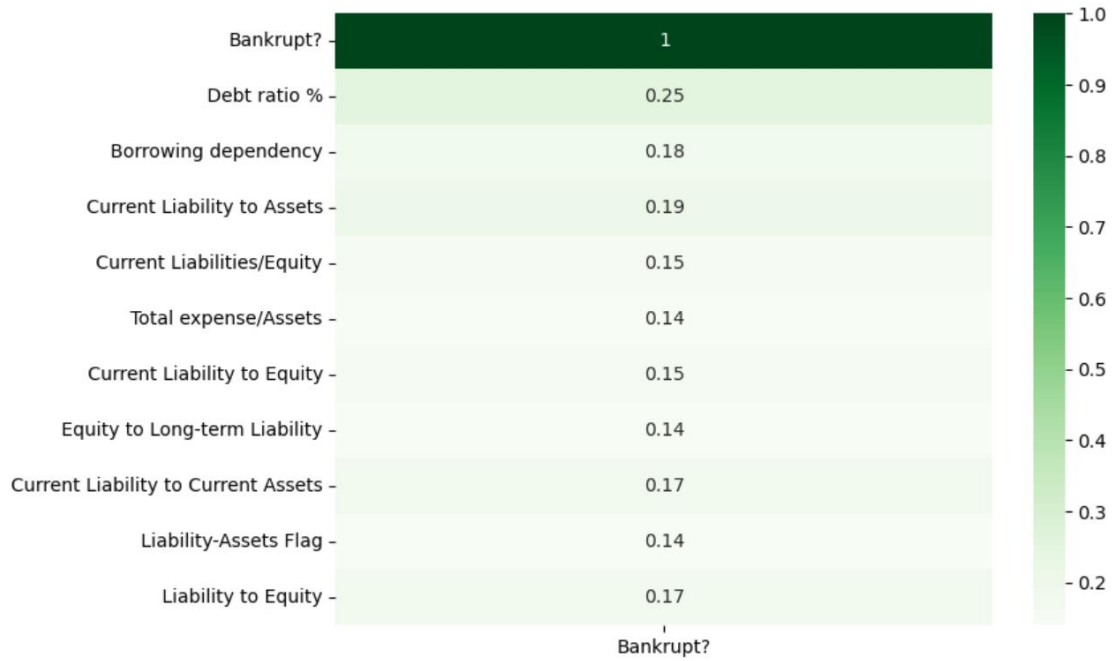 Bankrupt?
1
Debt ratio %
0.25
Borrowing dependency
0.18
Current Liability to Assets
0.19
Current Liabilities/Equity
0.15
Total expense/Assets
0.14
Current Liability to Equity
0.15
Equity to Long-term Liability
0.14
Current Liability to Current Assets
0.17
Liability-Assets Flag
0.14
Liability to Equity
0.17
Bankrupt?
1.0
0.9
0.8
0.7
0.6
0.5
0.4
0.3
0.2